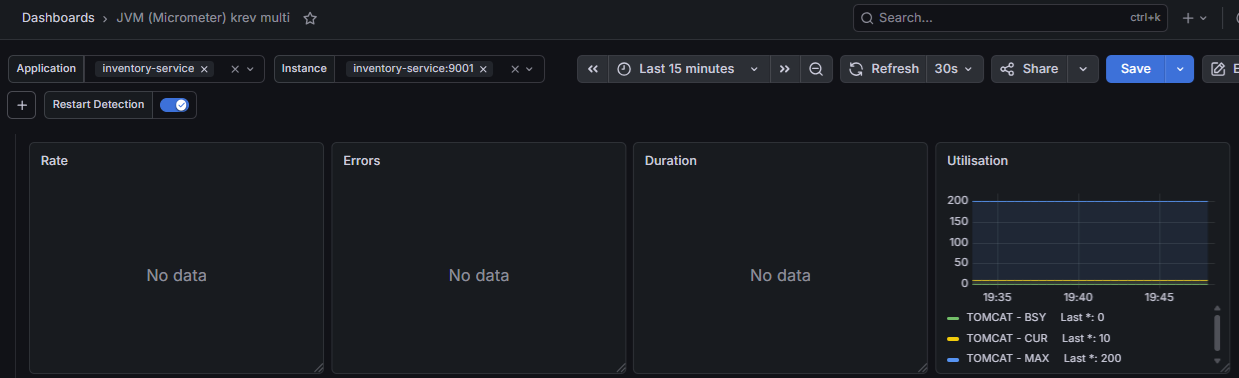 Dashboards › JVM (Micrometer) krev multi
Search... ctrl+k
Application inventory-service × Instance inventory-service:9001 × Last 15 minutes Refresh 30s Share Save
Restart Detection
Rate Errors Duration Utilisation
No data No data No data
200
150
100
50
0
19:35 19:40 19:45
TOMCAT - BSY Last *: 0
TOMCAT - CUR Last *: 10
TOMCAT - MAX Last *: 200